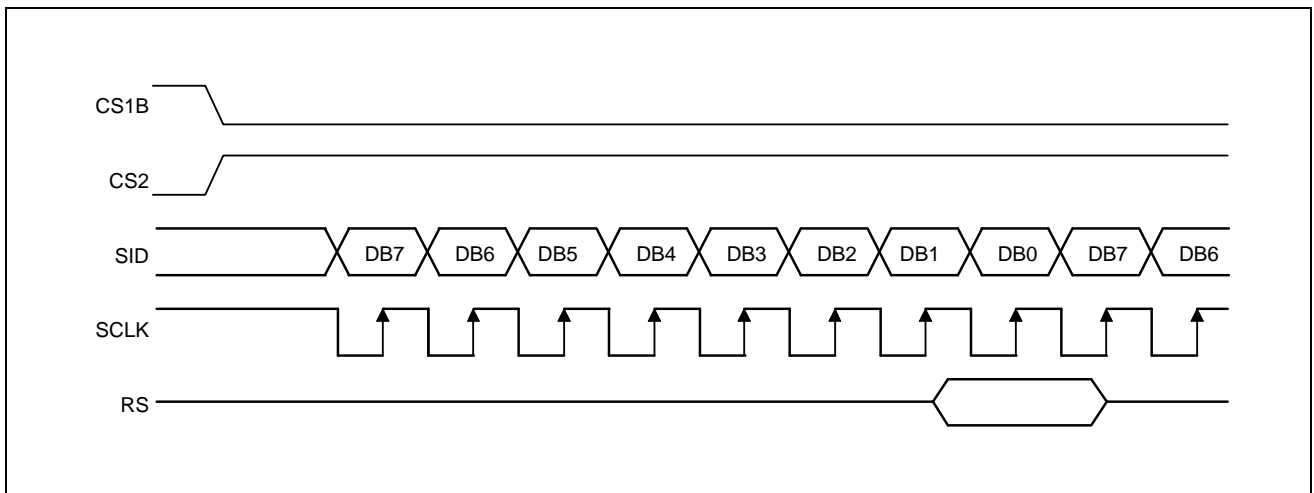 CS1B
CS2
SID DB7 DB6 DB5 DB4 DB3 DB2 DB1 DB0 DB7 DB6
SCLK
RS